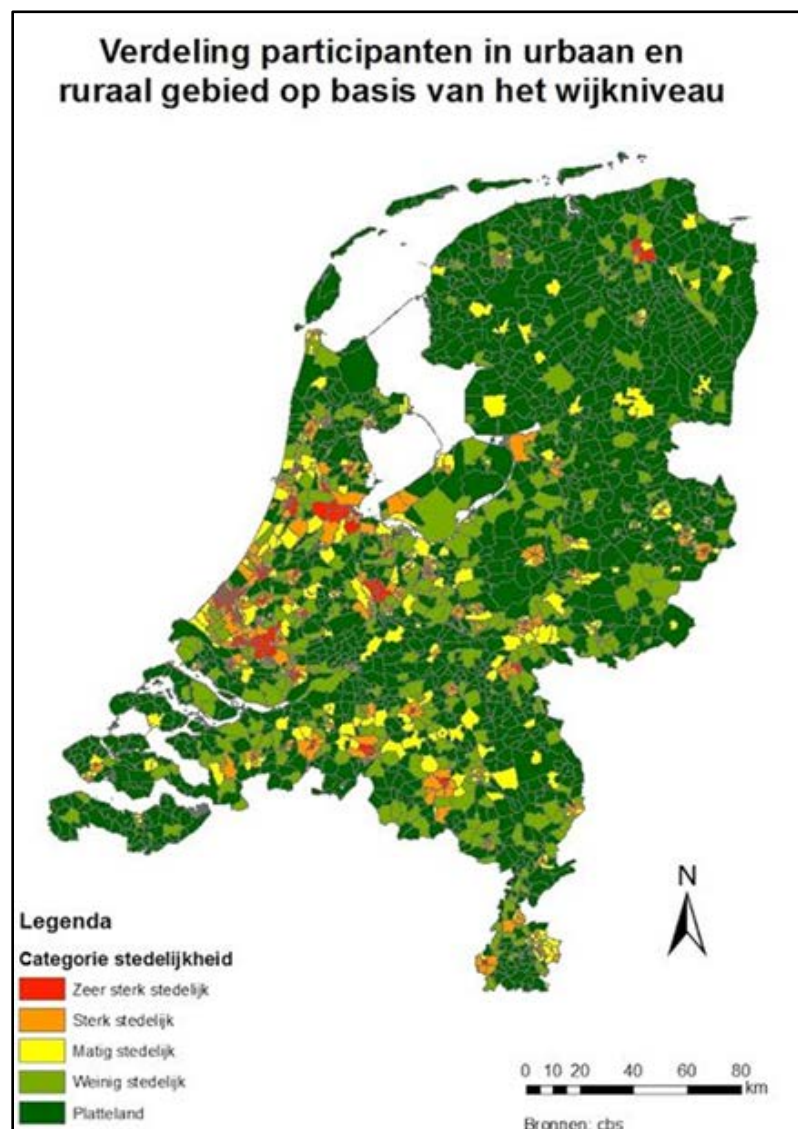 Verdeling participanten in urbaan en
ruraal gebied op basis van het wijkniveau
N
Legenda
Categorie stedelijkheid
Zeer sterk stedelijk
Sterk stedelijk
Matig stedelijk
Weinig stedelijk
Platteland
0 10 20 40 60 80
km
Bronnen: cbs